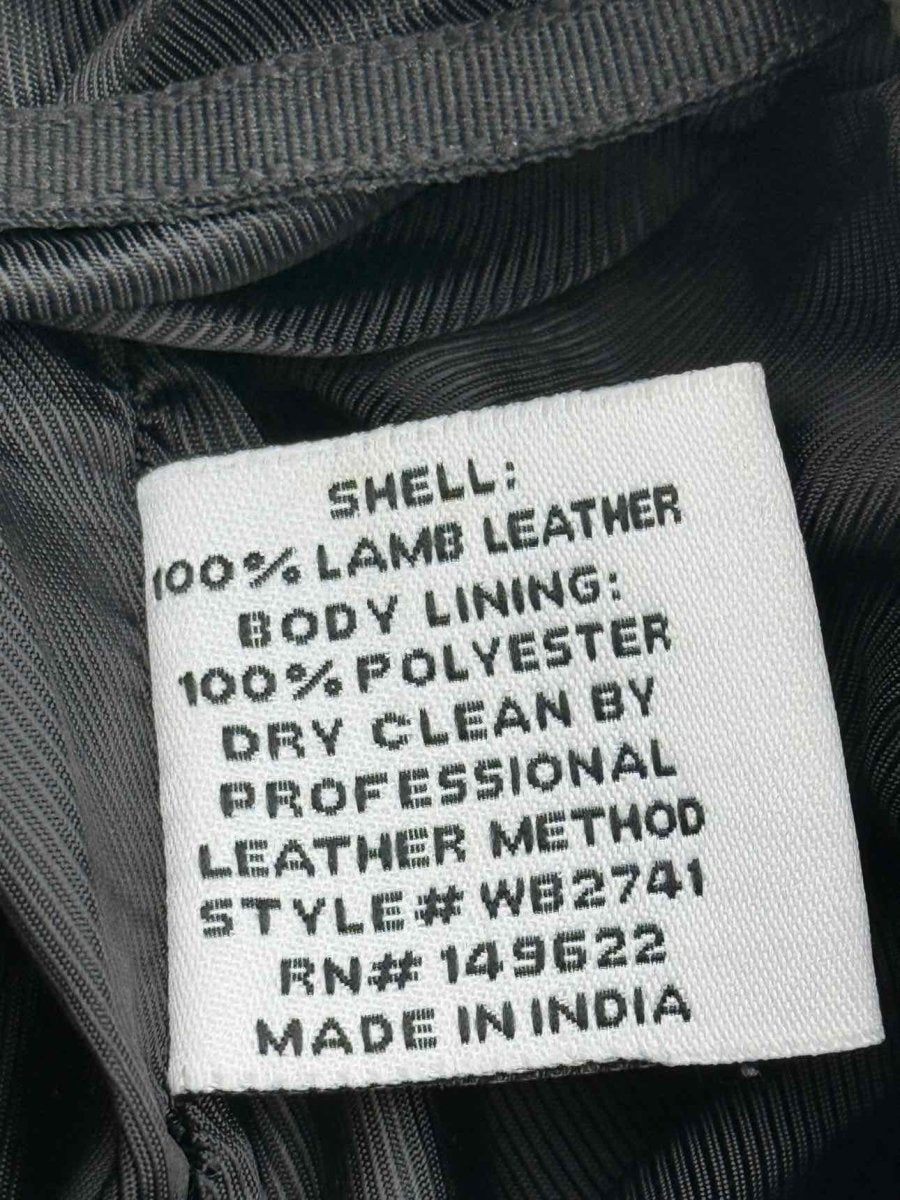 SHELL:
100% LAMB LEATHER
BODY LINING:
100% POLYESTER
DRY CLEAN BY
PROFESSIONAL
LEATHER METHOD
STYLE# WB2741
RN# 149622
MADE IN INDIA